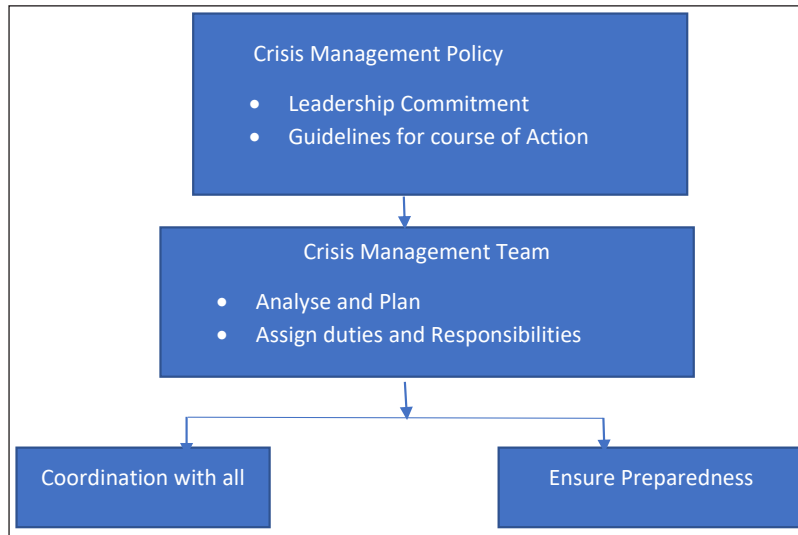 Crisis Management Policy
• Leadership Commitment
• Guidelines for course of Action
Crisis Management Team
• Analyse and Plan
• Assign duties and Responsibilities
Coordination with all
Ensure Preparedness